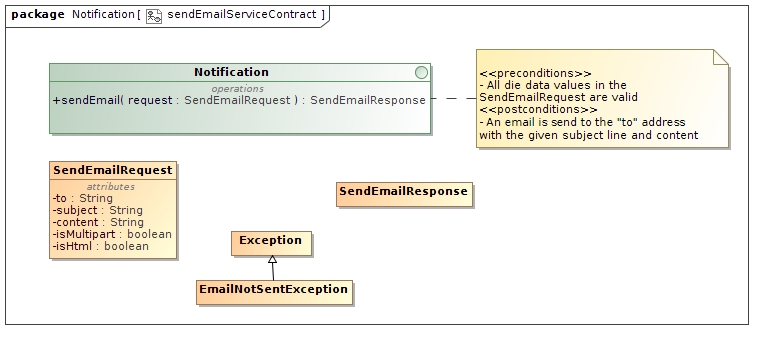 package Notification [ sendEmailServiceContract ]
Notification
operations
+sendEmail( request : SendEmailRequest ) : SendEmailResponse
<<preconditions>>
- All die data values in the
SendEmailRequest are valid
<<postconditions>>
- An email is send to the "to" address
with the given subject line and content
SendEmailRequest
attributes
-to : String
-subject : String
-content : String
-isMultipart : boolean
-isHtml : boolean
SendEmailResponse
Exception
EmailNotSentException